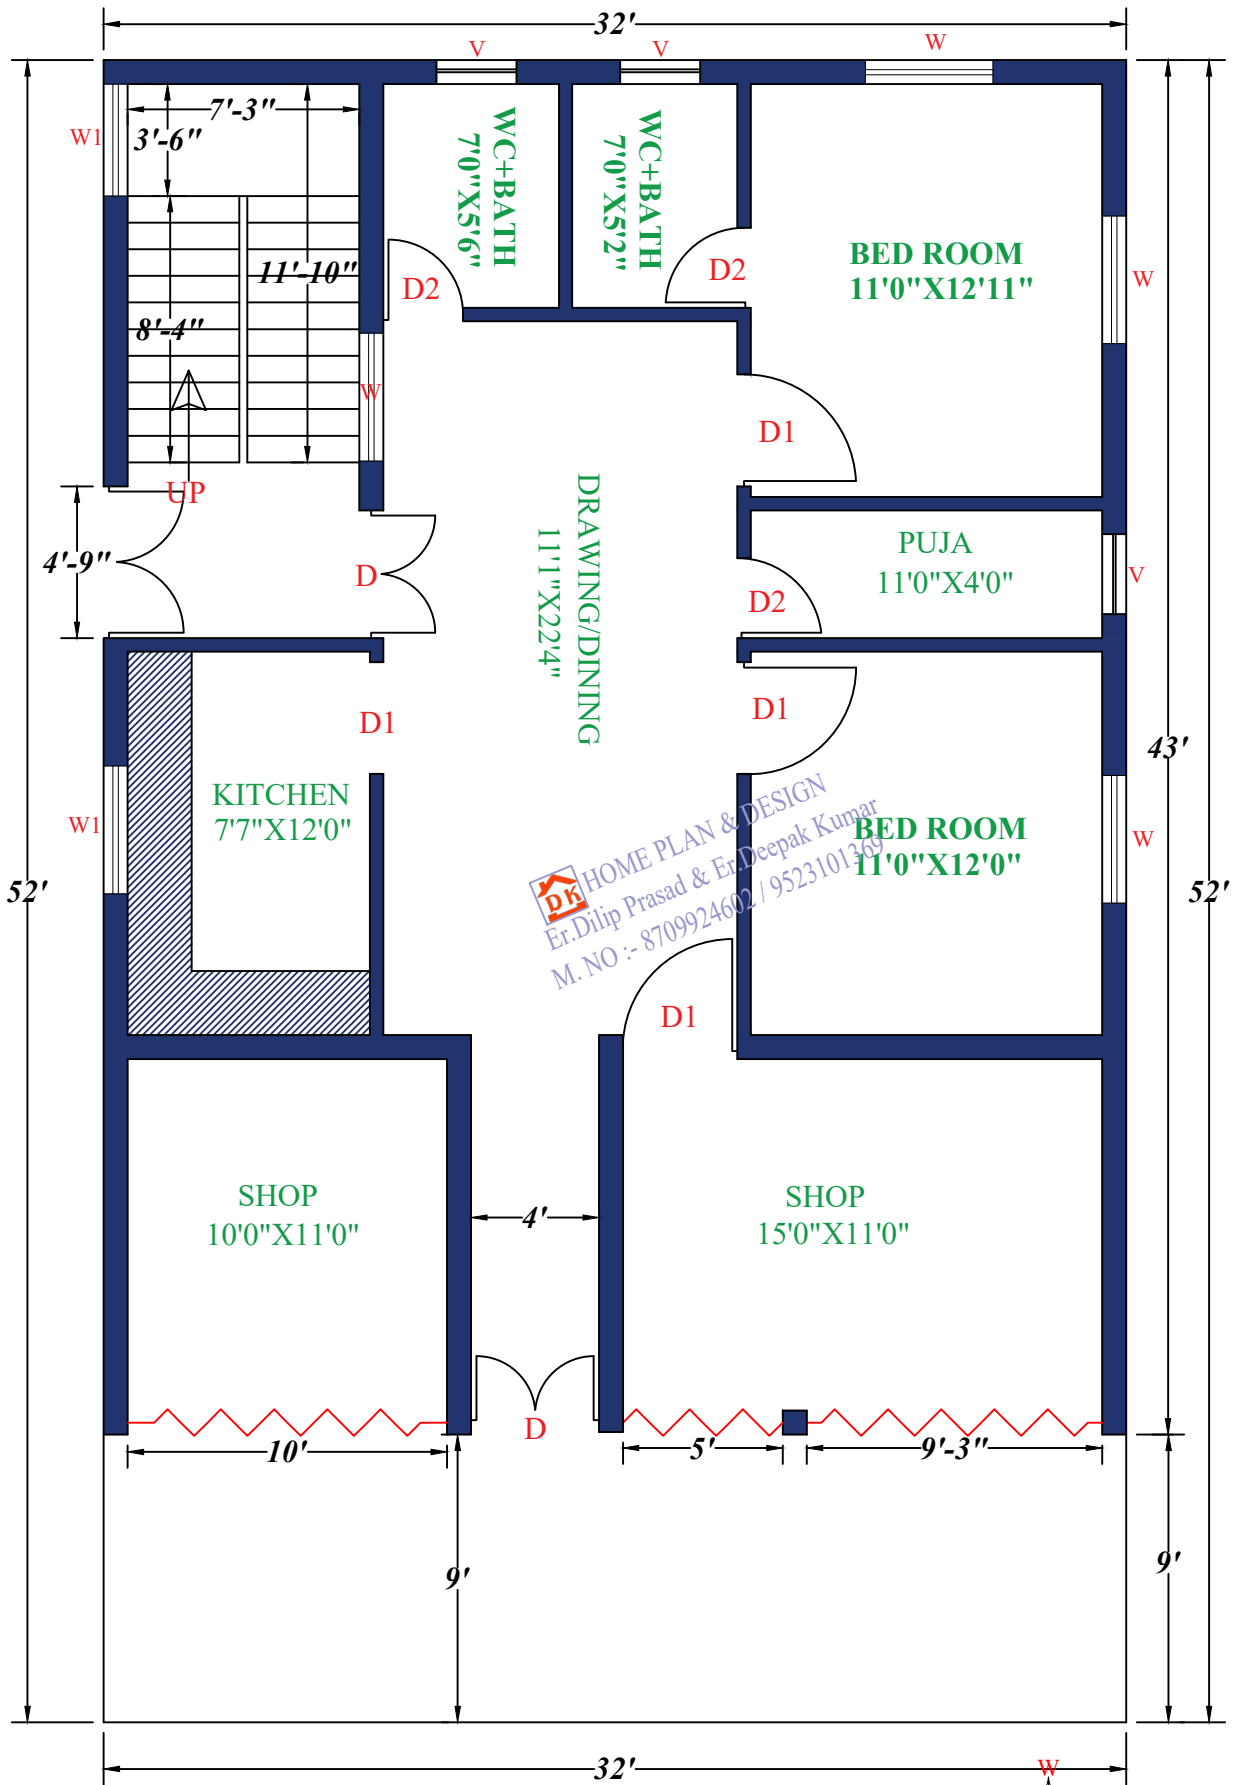 32'
V
V
W
7'-3"
W1
3'-6"
WC+BATH
7'0"X5'6"
WC+BATH
7'0"X5'2"
BED ROOM
11'0"X12'11"
D2
D2
11'-10"
W
8'-4"
W
D1
UP
DRAWING/DINING
11'1"X22'4"
PUJA
11'0"X4'0"
4'-9"
D
D2
V
D1
D1
43'
KITCHEN
7'7"X12'0"
W1
HOME PLAN & DESIGN
Er.Dilip Prasad & Er.Deepak Kumar
M. NO :- 8709924602 / 9523101369
DK
BED ROOM
11'0"X12'0"
W
52'
52'
D1
SHOP
10'0"X11'0"
4'
SHOP
15'0"X11'0"
D
10'
5'
9'-3"
9'
9'
32'
W